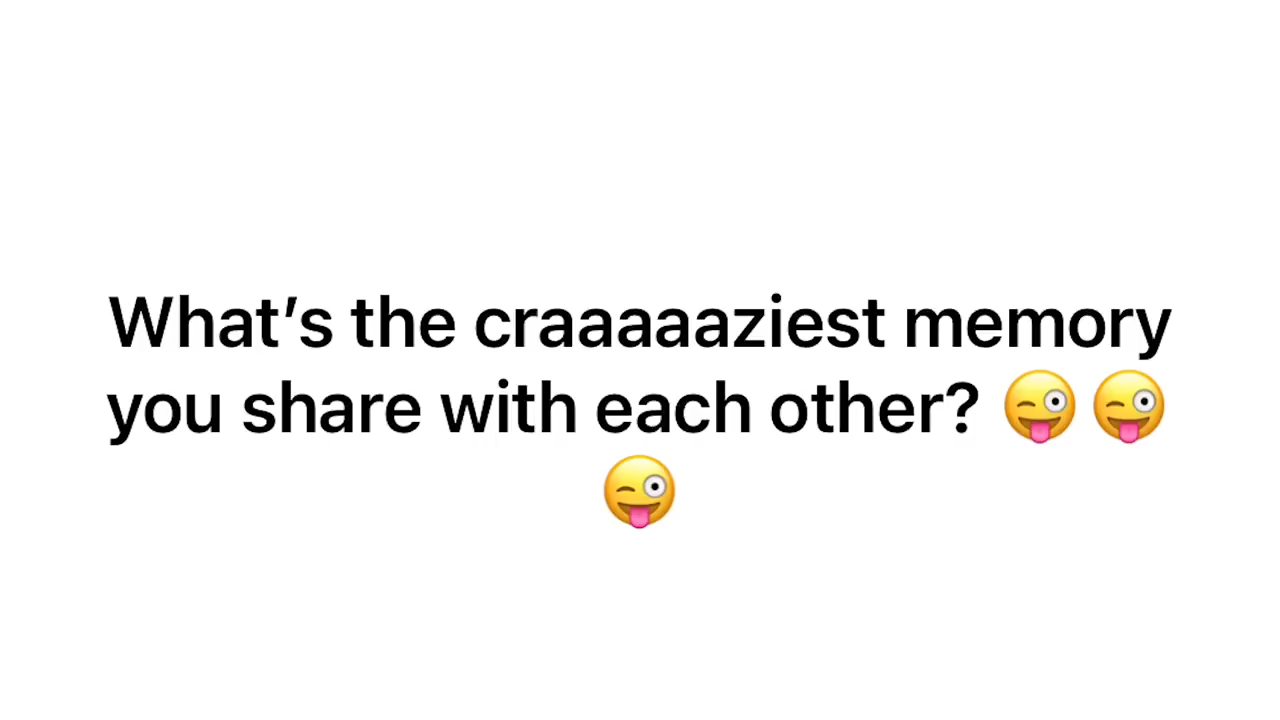 What’s the craaaaaziest memory
you share with each other? 😜 😜
😜